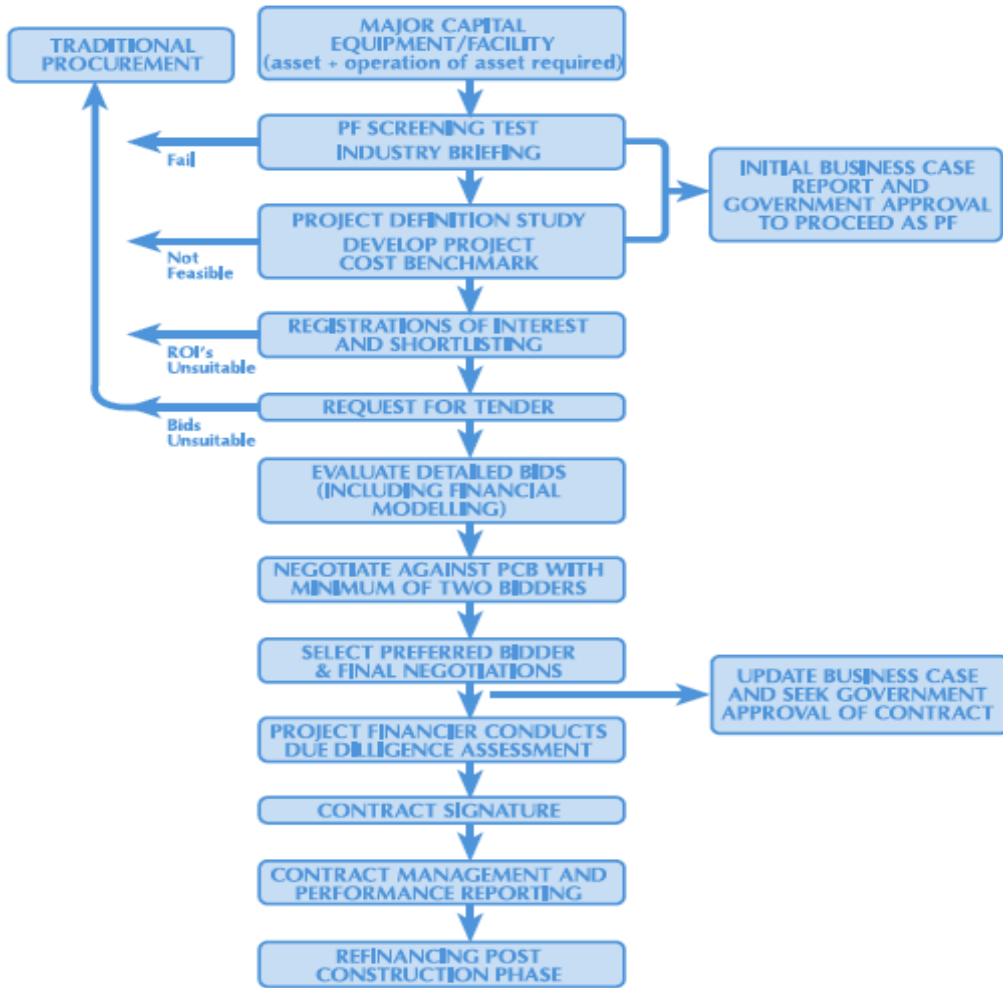 MAJOR CAPITAL
EQUIPMENT/FACILITY
(asset + operation of asset required)
TRADITIONAL
PROCUREMENT
PF SCREENING TEST
INDUSTRY BRIEFING
Fail
INITIAL BUSINESS CASE
REPORT AND
GOVERNMENT APPROVAL
TO PROCEED AS PF
PROJECT DEFINITION STUDY
DEVELOP PROJECT
COST BENCHMARK
Not
Feasible
REGISTRATIONS OF INTEREST
AND SHORTLISTING
ROI's
Unsuitable
REQUEST FOR TENDER
Bids
Unsuitable
EVALUATE DETAILED BIDS
(INCLUDING FINANCIAL
MODELLING)
NEGOTIATE AGAINST PCB WITH
MINIMUM OF TWO BIDDERS
SELECT PREFERRED BIDDER
& FINAL NEGOTIATIONS
UPDATE BUSINESS CASE
AND SEEK GOVERNMENT
APPROVAL OF CONTRACT
PROJECT FINANCIER CONDUCTS
DUE DILLIGENCE ASSESSMENT
CONTRACT SIGNATURE
CONTRACT MANAGEMENT AND
PERFORMANCE REPORTING
REFINANCING POST
CONSTRUCTION PHASE